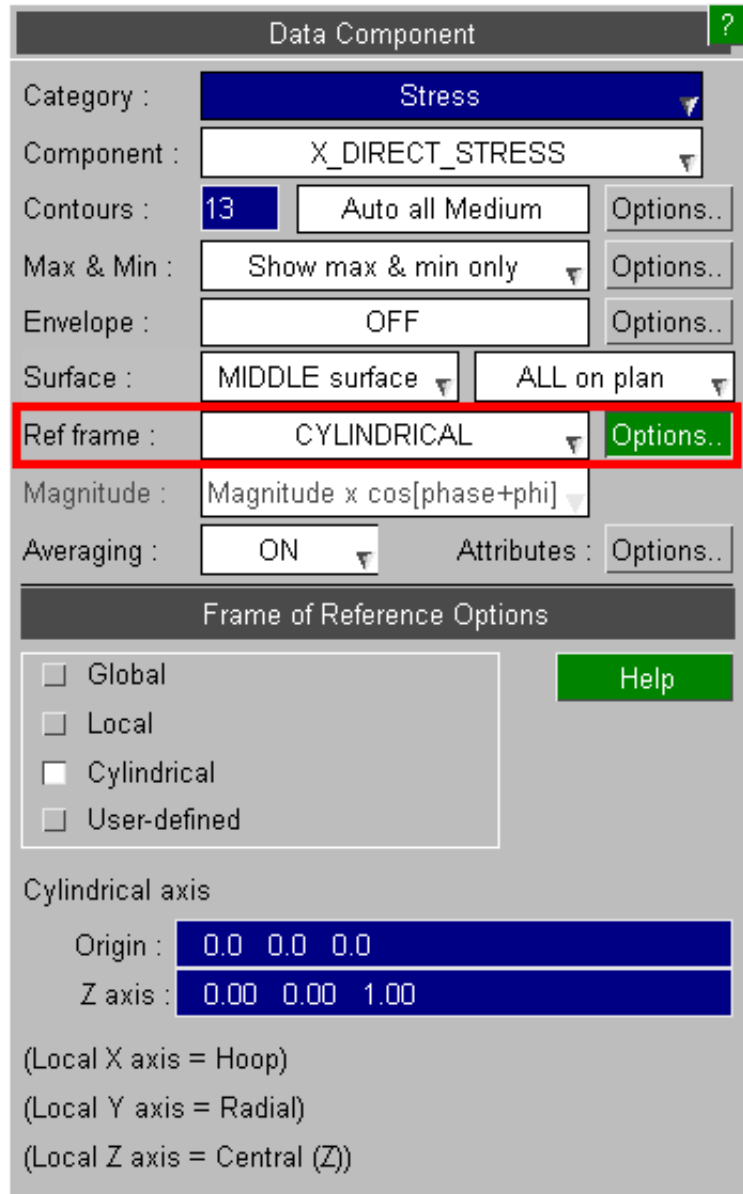 Data Component ?
Category : Stress
Component : X_DIRECT_STRESS
Contours : 13 Auto all Medium Options..
Max & Min : Show max & min only Options..
Envelope : OFF Options..
Surface : MIDDLE surface ALL on plan
Ref frame : CYLINDRICAL Options..
Magnitude : Magnitude x cos[phase+phi]
Averaging : ON Attributes : Options..
Frame of Reference Options
Global Help
Local
Cylindrical
User-defined
Cylindrical axis
Origin : 0.0 0.0 0.0
Z axis : 0.00 0.00 1.00
(Local X axis = Hoop)
(Local Y axis = Radial)
(Local Z axis = Central (Z))